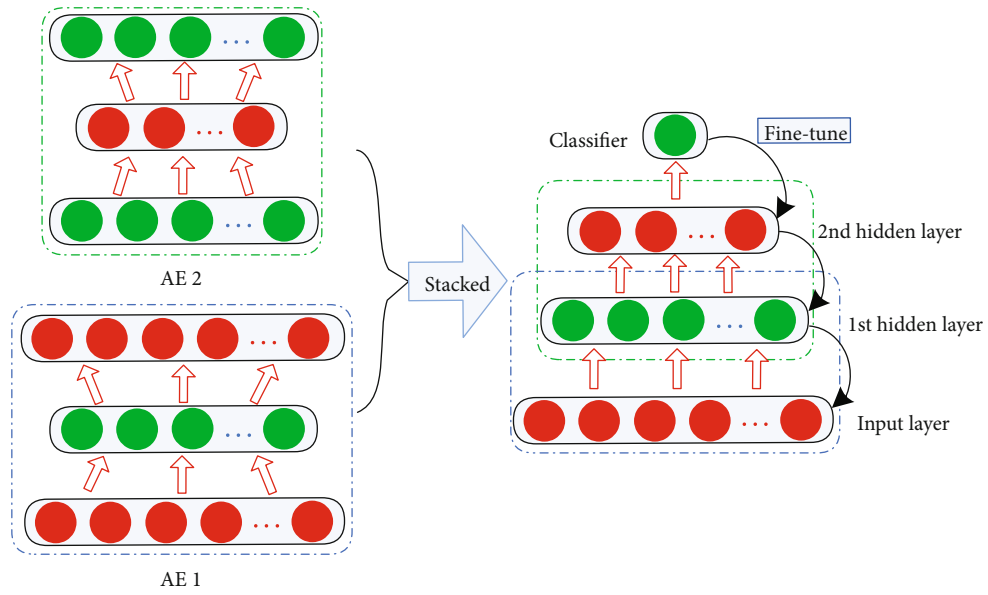 AE 2
AE 1
Stacked
Classifier
Fine-tune
2nd hidden layer
1st hidden layer
Input layer